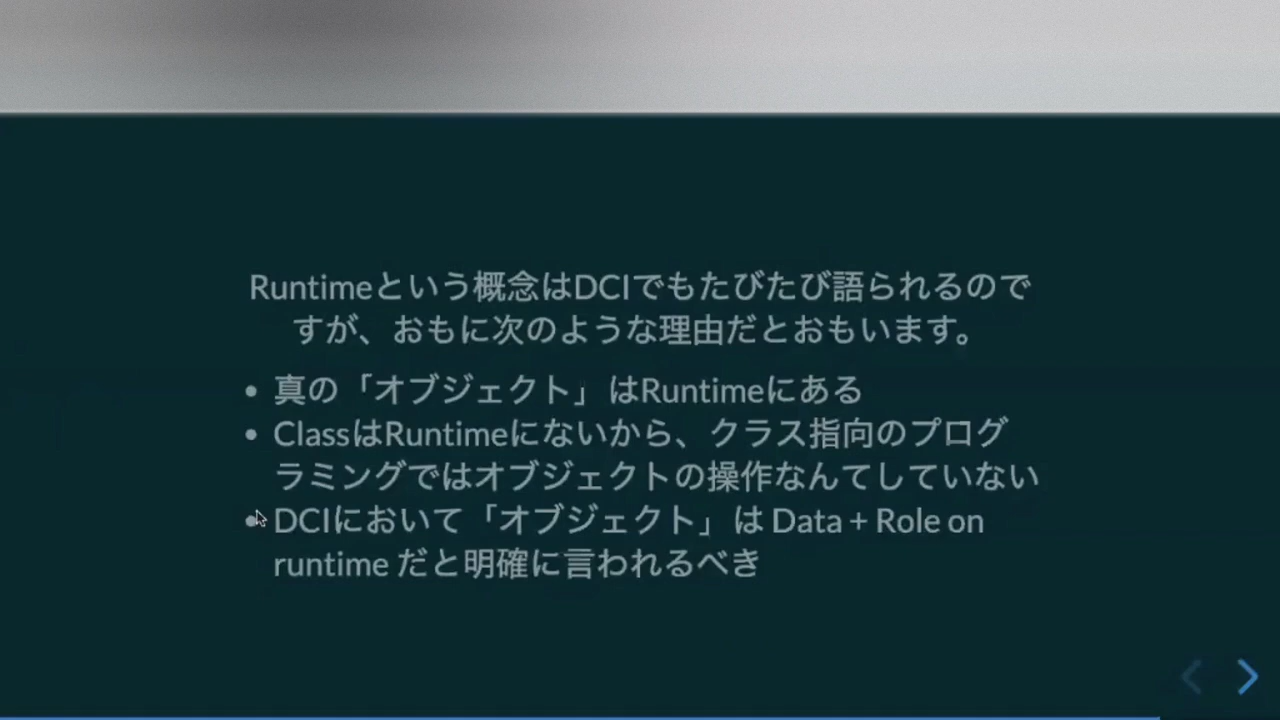 Runtimeという概念はDCIでもたびたび語られるので
すが、おもに次のような理由だとおもいます。
• 真の「オブジェクト」はRuntimeにある
• ClassはRuntimeにないから、クラス指向のプログ
ラミングではオブジェクトの操作なんてしていない
• DCIにおいて「オブジェクト」は Data + Role on
runtime だと明確に言われるべき